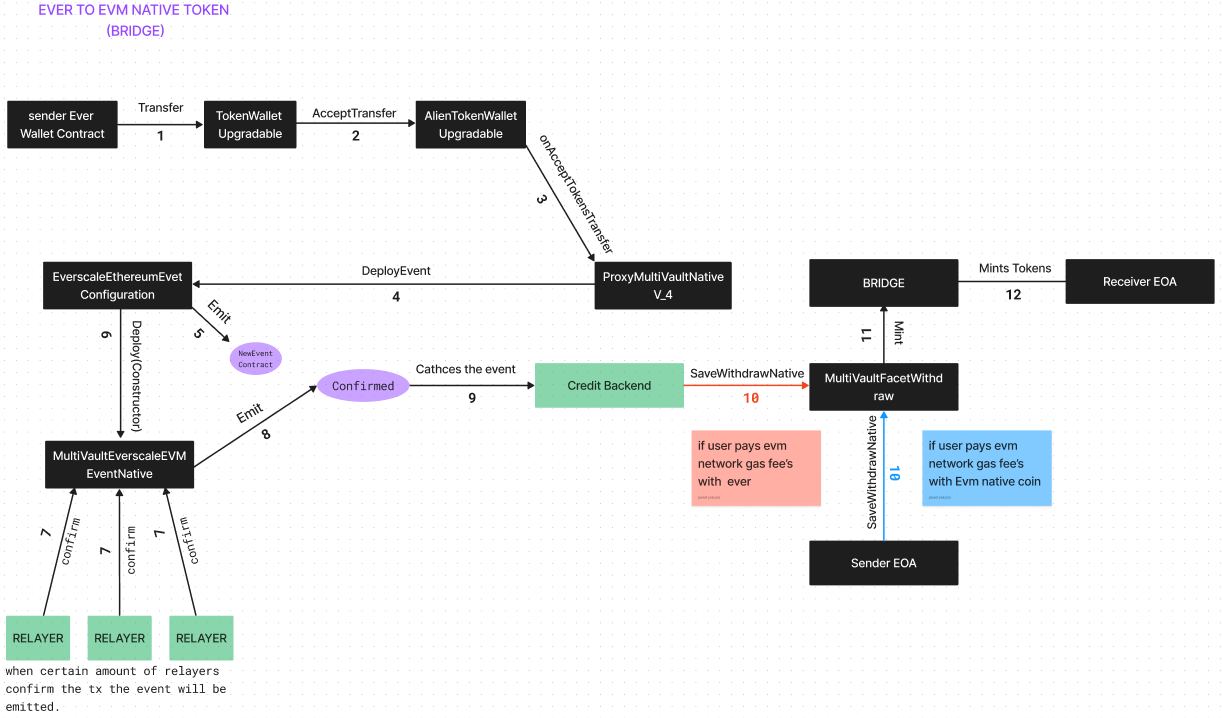 EVER TO EVM NATIVE TOKEN
(BRIDGE)
sender Ever
Wallet Contract
Transfer
1
TokenWallet
Upgradable
AcceptTransfer
2
AlienTokenWallet
Upgradable
onAcceptTokensTransfer
3
ProxyMultiVaultNative
V_4
DeployEvent
4
EverscaleEthereumEvet
Configuration
Emit
5
NewEvent
Contract
6
Deploy(Constructor)
MultiVaultEverscaleEVM
EventNative
7
confirm
7
confirm
7
confirm
RELAYER
RELAYER
RELAYER
when certain amount of relayers
confirm the tx the event will be
emitted.
Emit
8
Confirmed
Cathces the event
9
Credit Backend
SaveWithdrawNative
10
if user pays evm
network gas fee's
with ever
MultiVaultFacetWithd
raw
SaveWithdrawNative
10
if user pays evm
network gas fee's
with Evm native coin
Sender EOA
11
Mint
BRIDGE
Mints Tokens
12
Receiver EOA